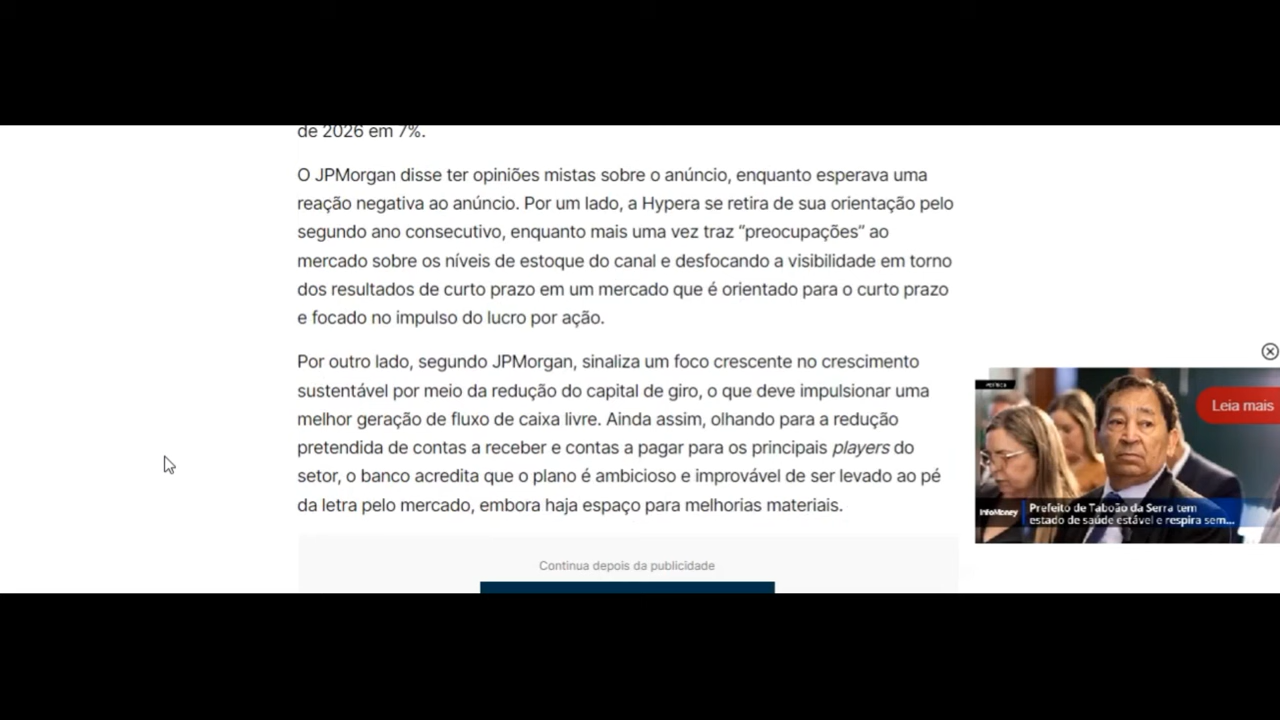 de 2026 em 7%.
O JPMorgan disse ter opiniões mistas sobre o anúncio, enquanto esperava uma
reação negativa ao anúncio. Por um lado, a Hypera se retira de sua orientação pelo
segundo ano consecutivo, enquanto mais uma vez traz “preocupações” ao
mercado sobre os níveis de estoque do canal e desfocando a visibilidade em torno
dos resultados de curto prazo em um mercado que é orientado para o curto prazo
e focado no impulso do lucro por ação.
Por outro lado, segundo JPMorgan, sinaliza um foco crescente no crescimento
sustentável por meio da redução do capital de giro, o que deve impulsionar uma
melhor geração de fluxo de caixa livre. Ainda assim, olhando para a redução
pretendida de contas a receber e contas a pagar para os principais players do
setor, o banco acredita que o plano é ambicioso e improvável de ser levado ao pé
da letra pelo mercado, embora haja espaço para melhorias materiais.
Continua depois da publicidade
POLÍTICA
Leia mais
InfoMoney
Prefeito de Taboão da Serra tem
estado de saúde estável e respira sem...